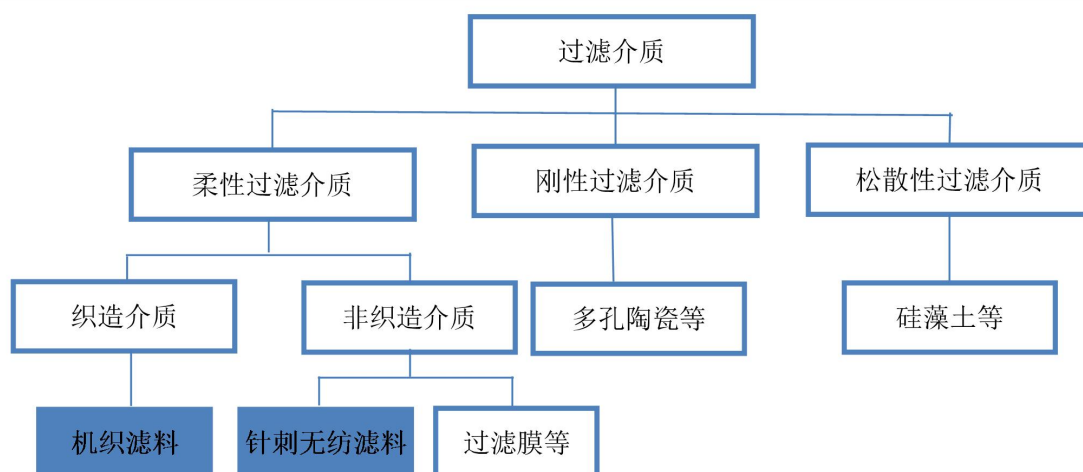 过滤介质
柔性过滤介质
刚性过滤介质
松散性过滤介质
织造介质
非织造介质
多孔陶瓷等
硅藻土等
机织滤料
针刺无纺滤料
过滤膜等